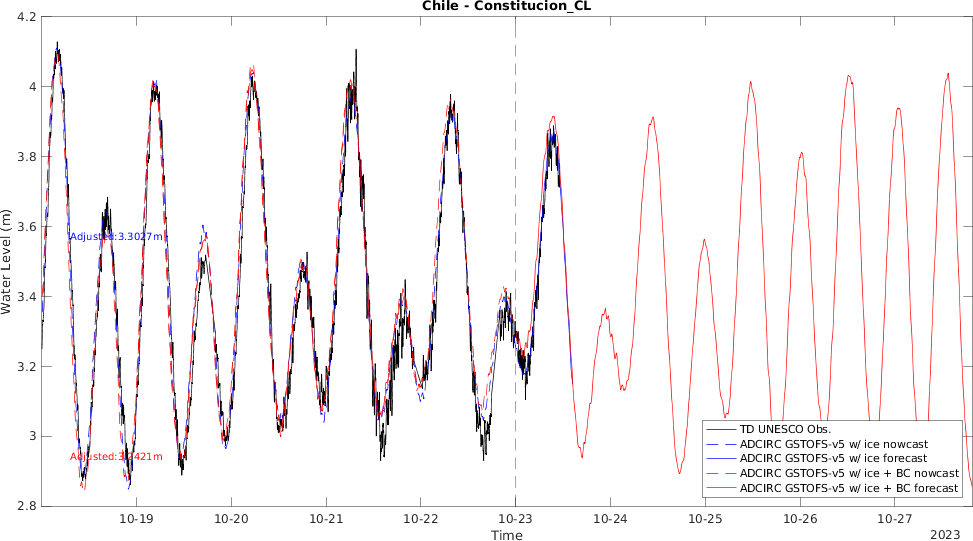 Chile - Constitucion_CL
4.2
4
3.8
3.6
3.4
3.2
3
2.8
Water Level (m)
Adjusted:3.3027m
Adjusted:3.2421m
TD UNESCO Obs.
ADCIRC GSTOFS-v5 w/ ice nowcast
ADCIRC GSTOFS-v5 w/ ice forecast
ADCIRC GSTOFS-v5 w/ ice + BC nowcast
ADCIRC GSTOFS-v5 w/ ice + BC forecast
10-19 10-20 10-21 10-22 10-23 10-24 10-25 10-26 10-27
Time
2023